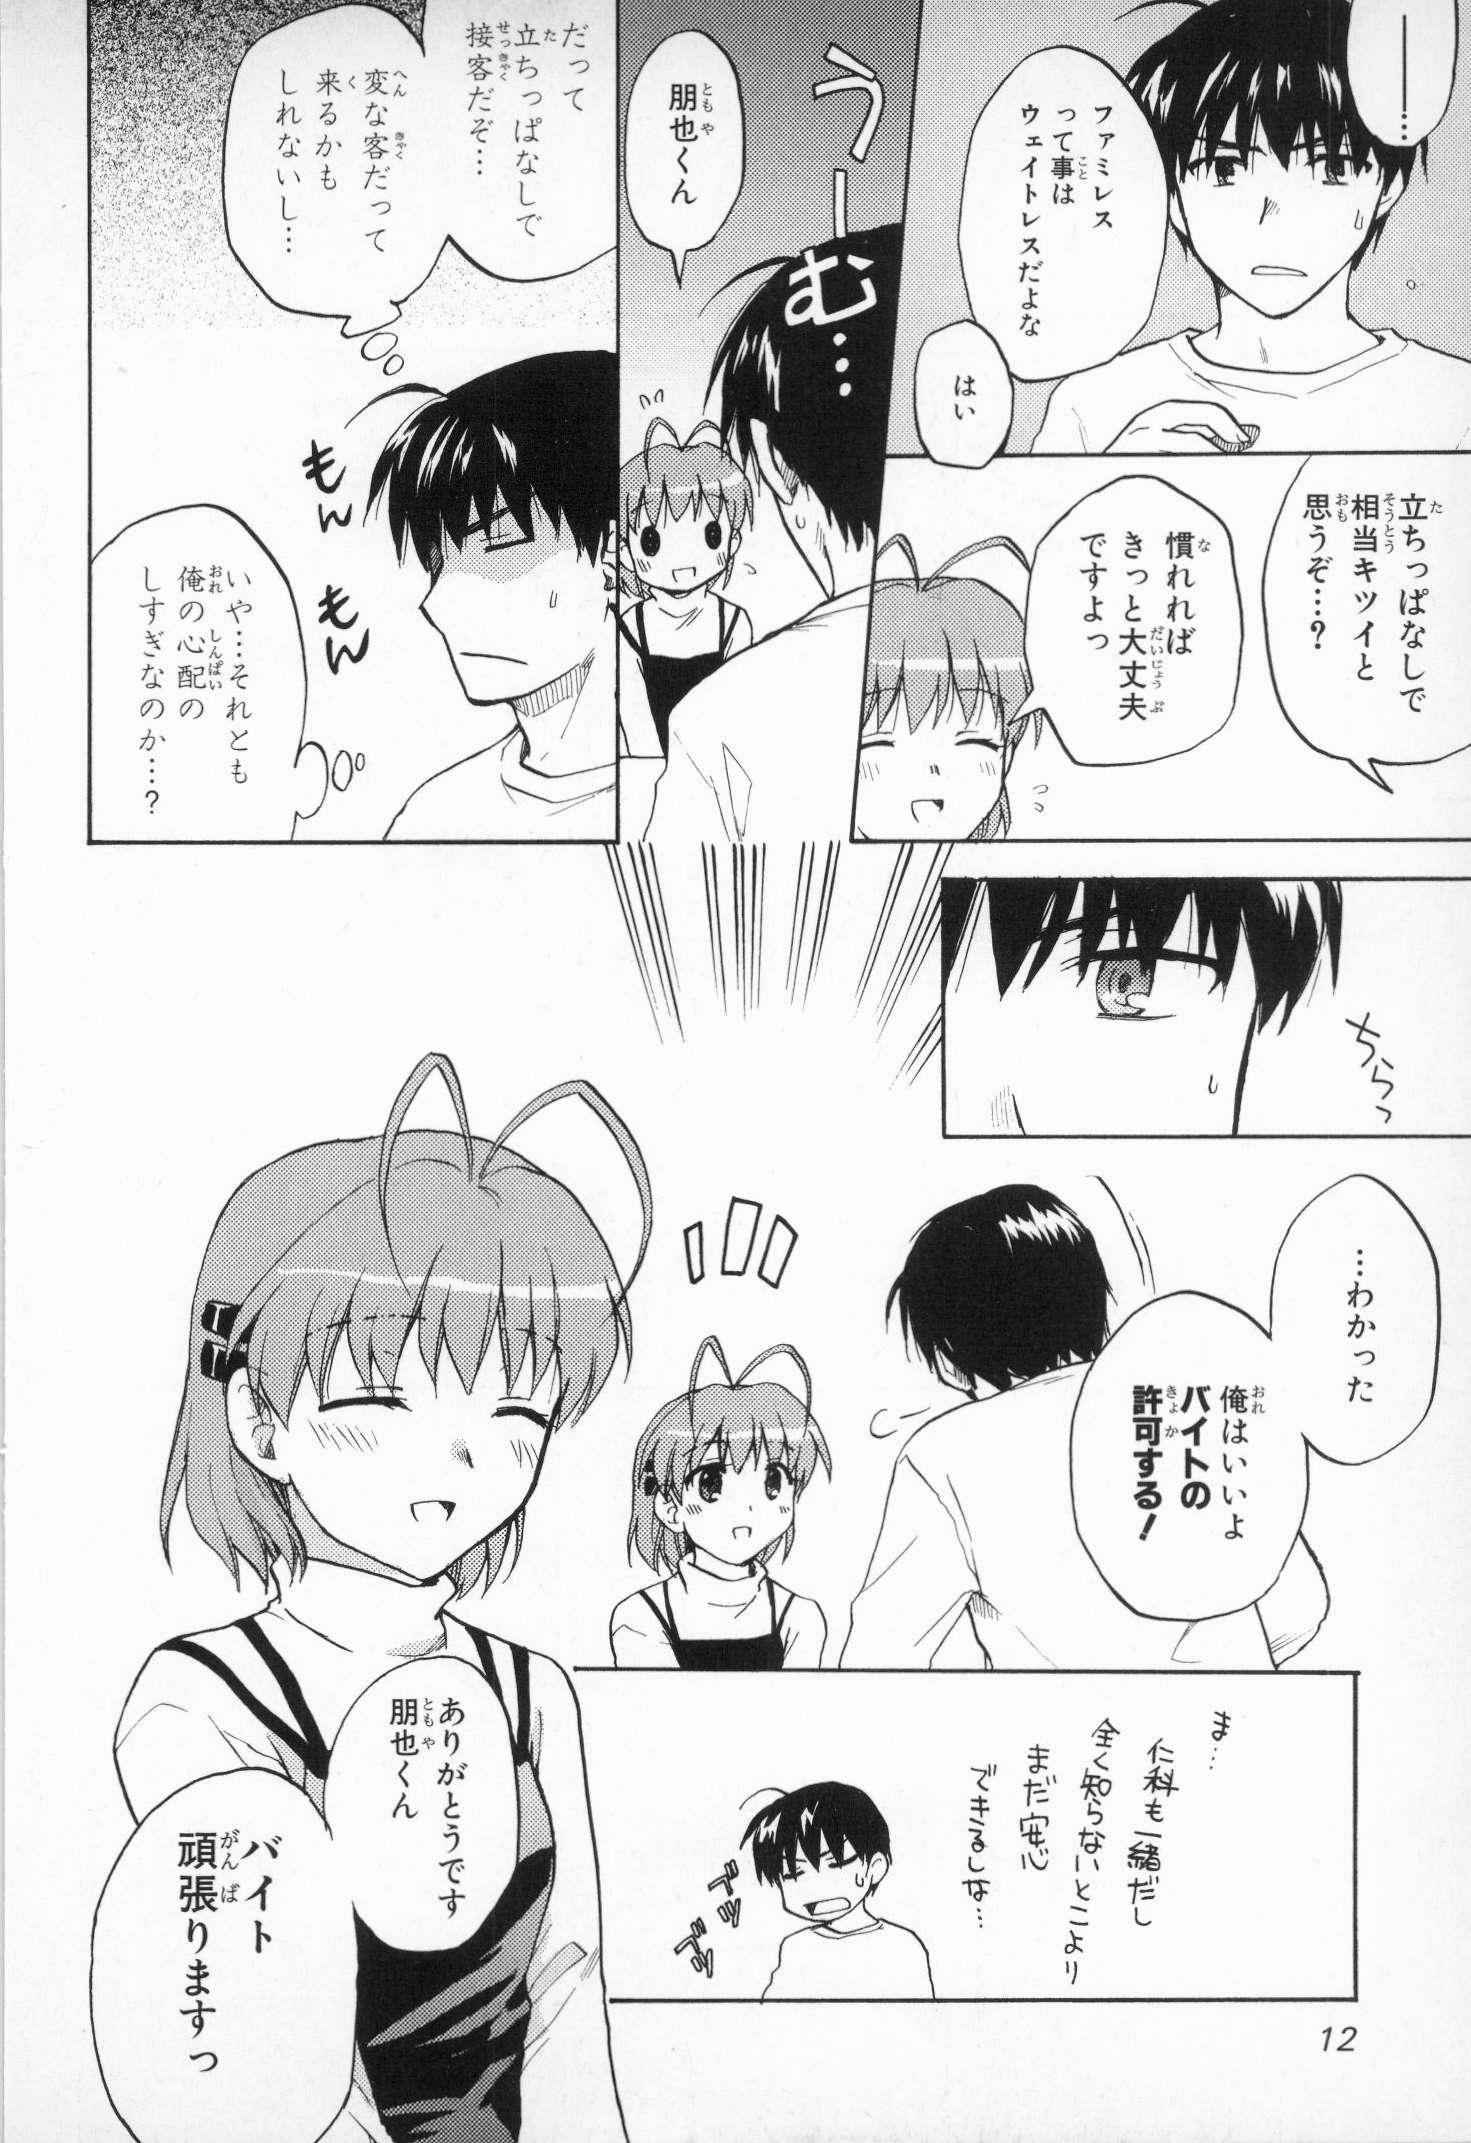 ―――…
ファミレス
って事は
ウェイトレスだよな
はい
立ちっぱなしで
相当キツイと
思うぞ…?
慣れれば
きっと大丈夫
ですよっ
うーむ…
朋也くん
だって
立ちっぱなしで
接客だぞ…
変な客だって
来るかも
しれないし…
もん
もん
いや…それとも
俺の心配の
しすぎなのか…?
ちらっ
…わかった
俺はいいよ
バイトの
許可する!
ま…
仁科も一緒だし
全く知らないとこより
まだ安心
できるしな…
ブツ
ブツ
ありがとうです
朋也くん
バイト
頑張りますっ
12